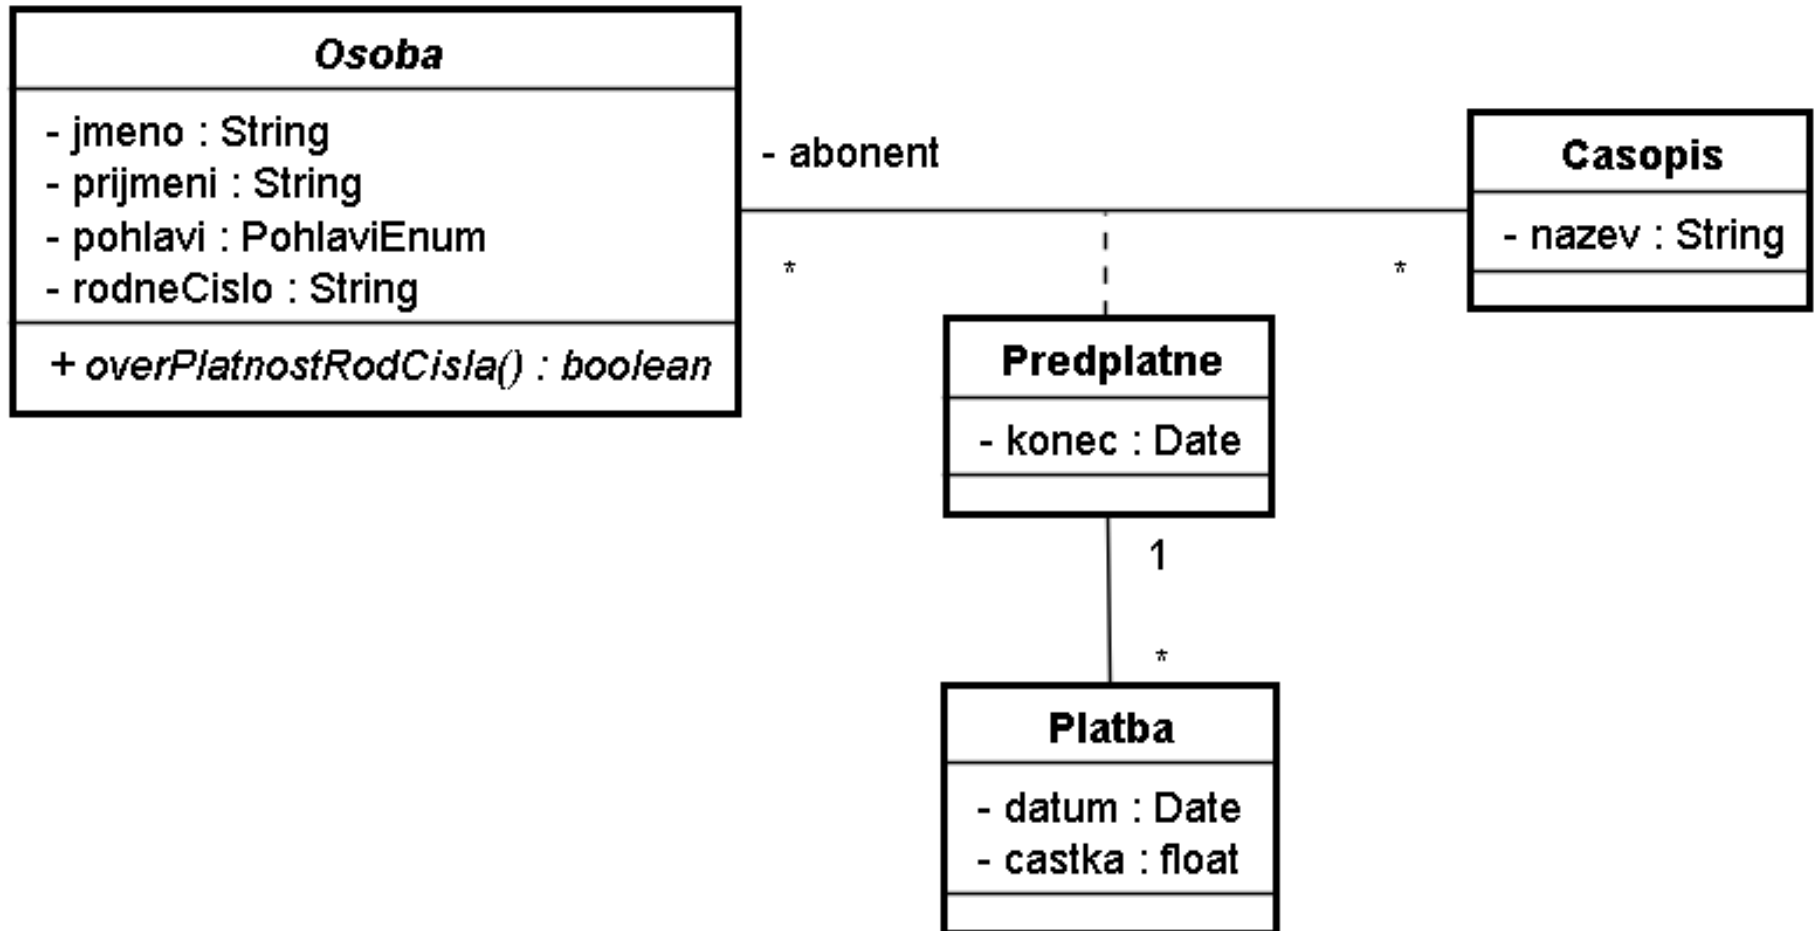 Osoba
- jmeno : String
- prijmeni : String
- pohlavi : PohlaviEnum
- rodneCislo : String
+ overPlatnostRodCisla() : boolean
- abonent
*
*
Casopis
- nazev : String
Predplatne
- konec : Date
1
*
Platba
- datum : Date
- castka : float